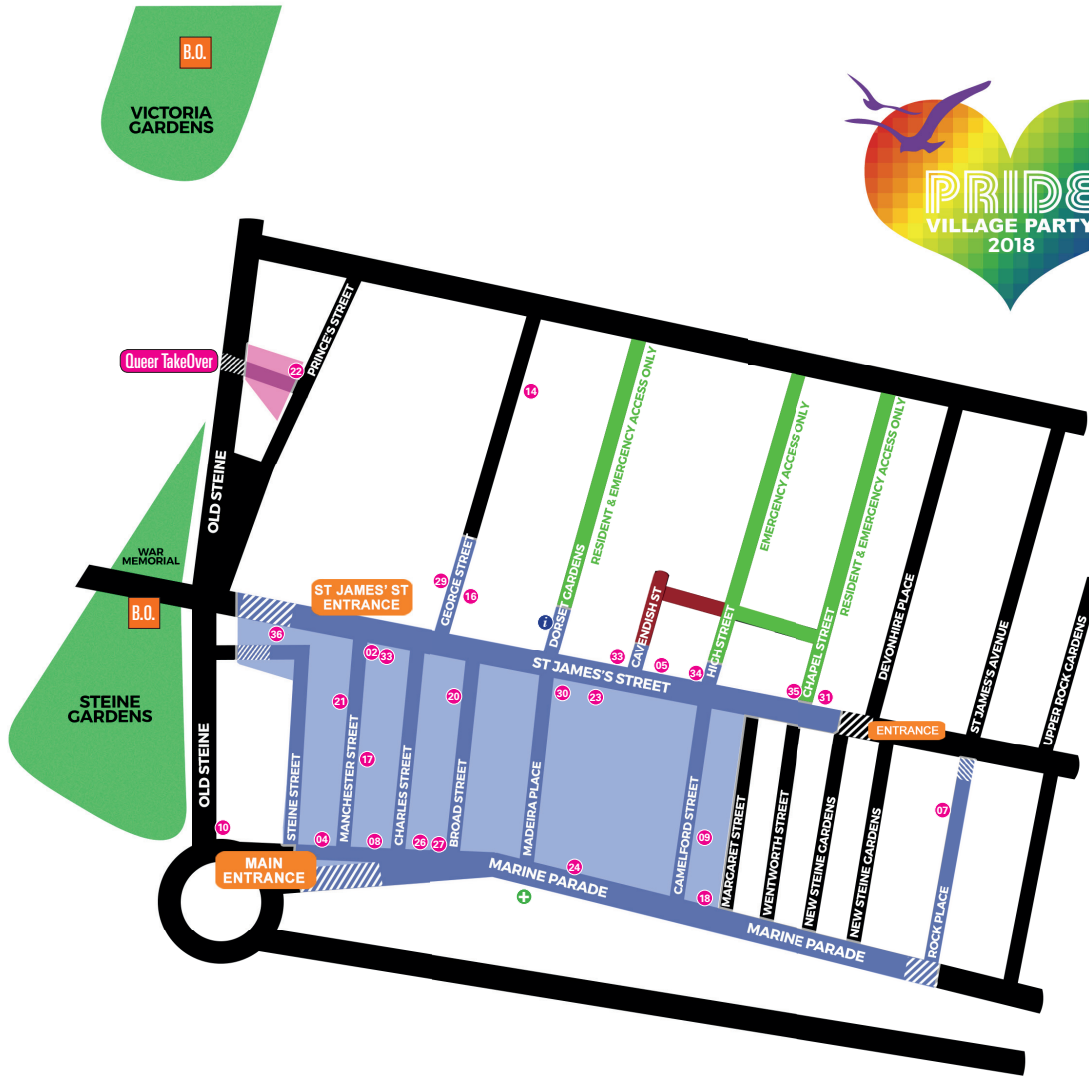 B.O.
VICTORIA
GARDENS
PRIDE
VILLAGE PARTY
2018
Queer TakeOver
22
PRINCE'S STREET
14
OLD STEINE
RESIDENT & EMERGENCY ACCESS ONLY
EMERGENCY ACCESS ONLY
RESIDENT & EMERGENCY ACCESS ONLY
WAR
MEMORIAL
B.O.
ST JAMES' ST
ENTRANCE
29
16
GEORGE STREET
i
DORSET GARDENS
CAVENDISH ST
HIGH STREET
CHAPEL STREET
DEVONHIRE PLACE
ST JAMES'S AVENUE
UPPER ROCK GARDENS
36
02
33
33
05
34
35
31
ST JAMES'S STREET
ENTRANCE
STEINE
GARDENS
21
20
30
23
17
OLD STEINE
STEINE STREET
MANCHESTER STREET
CHARLES STREET
BROAD STREET
MADEIRA PLACE
CAMELFORD STREET
MARGARET STREET
WENTWORTH STREET
NEW STEINE GARDENS
NEW STEINE GARDENS
ROCK PLACE
07
10
04
08
26
27
09
24
18
MAIN
ENTRANCE
MARINE PARADE
MARINE PARADE